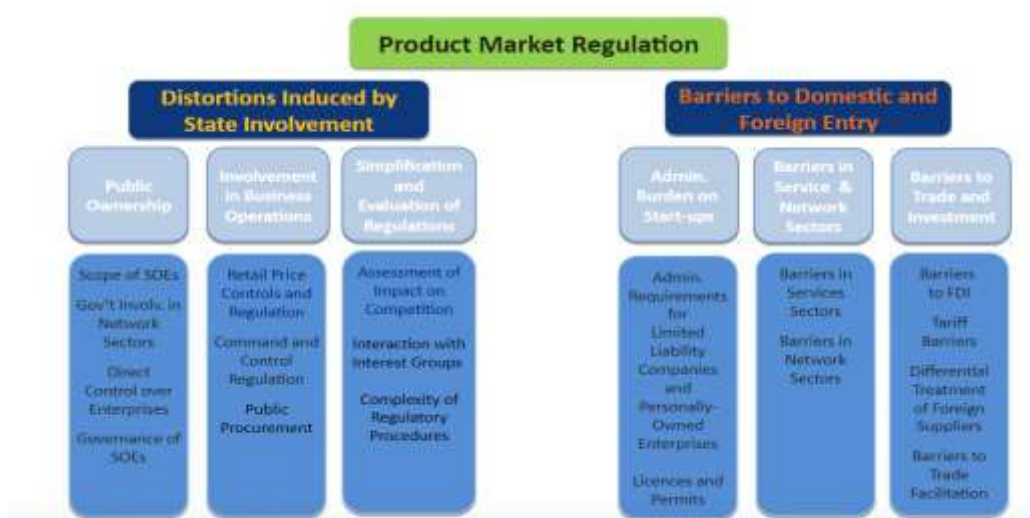 Product Market Regulation
Distortions Induced by
State Involvement
Barriers to Domestic and
Foreign Entry
Public
Ownership
Involvement
in Business
Operations
Simplification
and
Evaluation of
Regulations
Admin.
Burden on
Start-ups
Barriers in
Service &
Network
Sectors
Barriers to
Trade and
Investment
Scope of SOEs
Gov't Involv. in
Network
Sectors
Direct
Control over
Enterprises
Governance of
SOEs
Retail Price
Controls and
Regulation
Command and
Control
Regulation
Public
Procurement
Assessment of
Impact on
Competition
Interaction with
Interest Groups
Complexity of
Regulatory
Procedures
Admin.
Requirements
for
Limited
Liability
Companies
and
Personally-
Owned
Enterprises
Licences and
Permits
Barriers in
Services
Sectors
Barriers in
Network
Sectors
Barriers
to FDI
Tariff
Barriers
Differential
Treatment
of Foreign
Suppliers
Barriers to
Trade
Facilitation